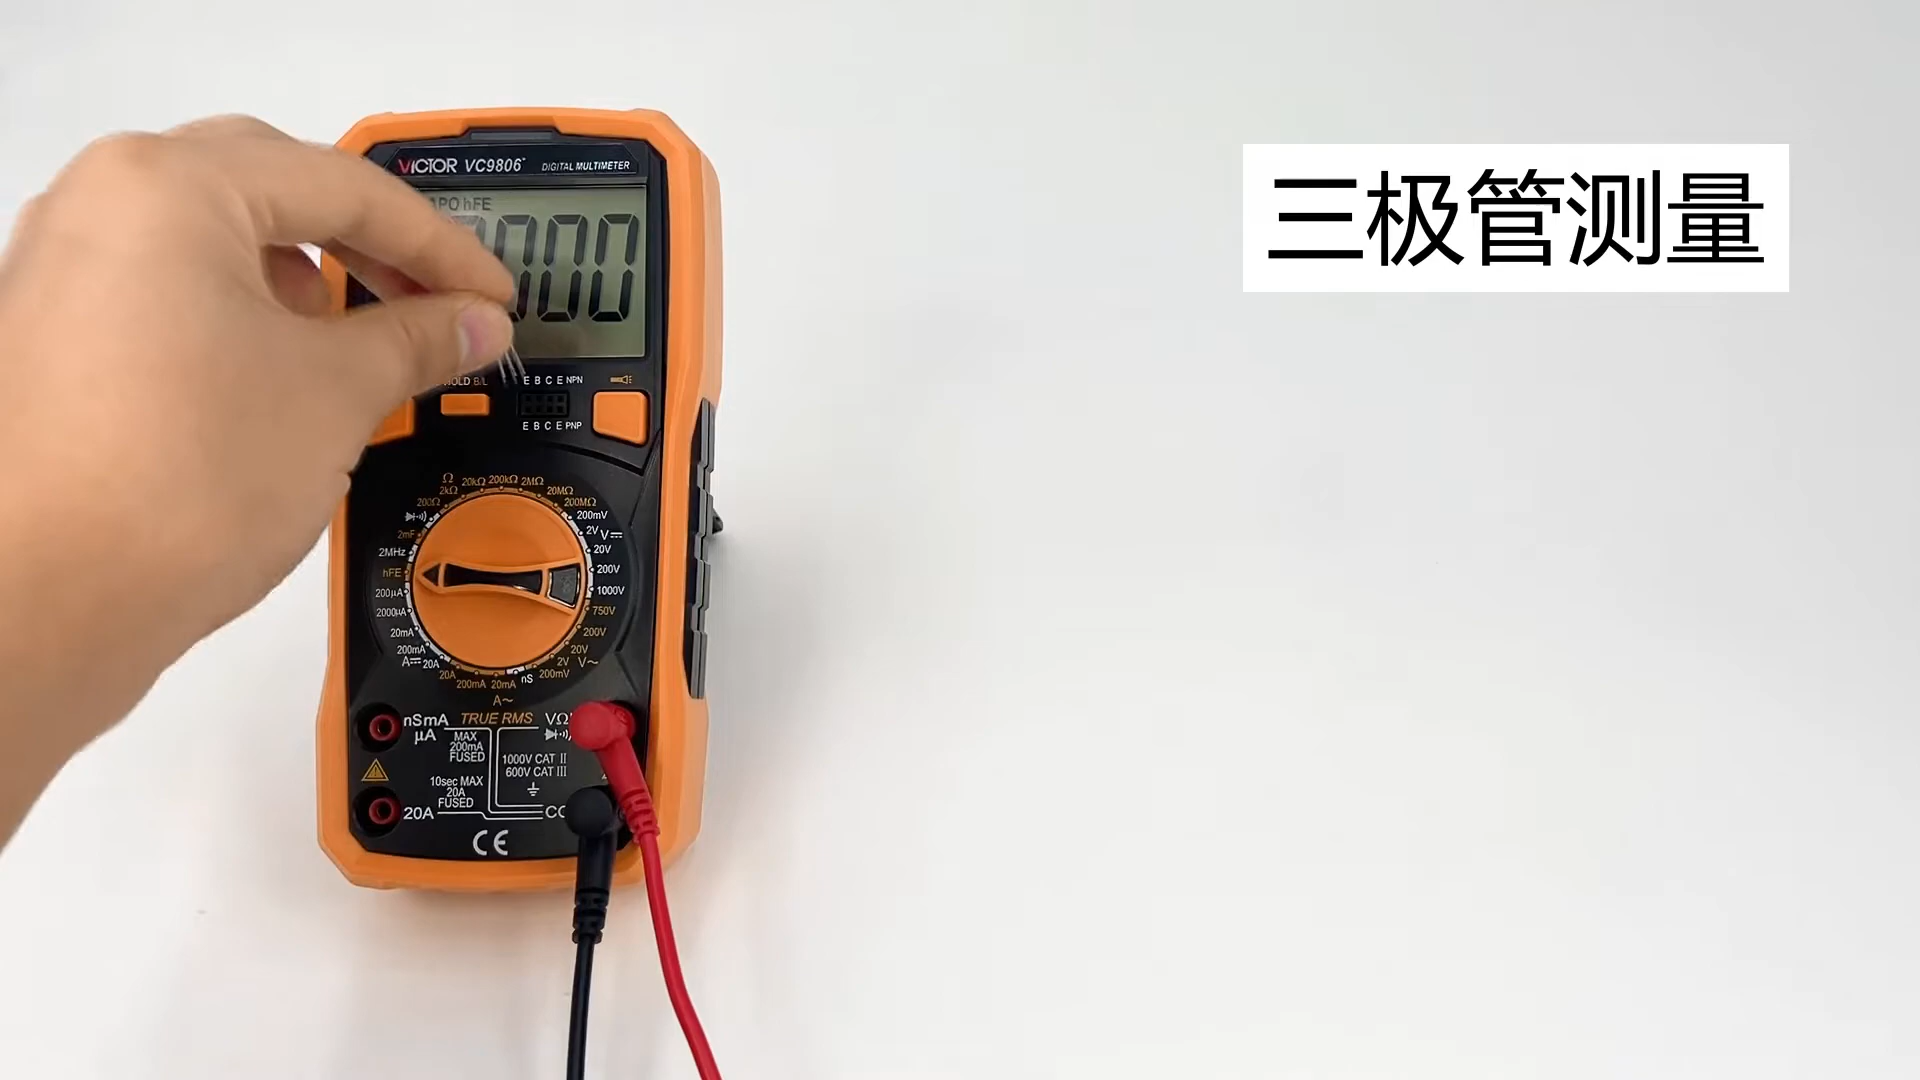 VICTOR VC9806+ DIGITAL MULTIMETER
三极管测量
APO hFE
000
HOLD B/L
E B C E NPN
E B C E PNP
Ω
2kΩ
20kΩ
200kΩ
2MΩ
20MΩ
200MΩ
200Ω
200mV
2V
V
20V
200V
1000V
750V
200V
20V
2V
V~
200mV
nS
20mA
200mA
20A
A~
2mF
2MHz
hFE
200μA
2000μA
20mA
200mA
A
20A
nSmA
μA
TRUE RMS
VΩ
MAX
200mA
FUSED
1000V CAT II
600V CAT III
10sec MAX
20A
FUSED
20A
CE